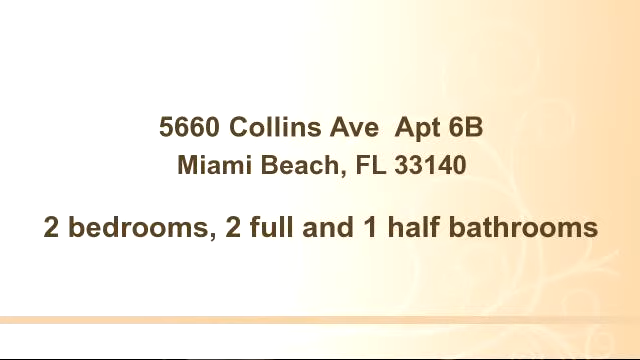 5660 Collins Ave  Apt 6B
Miami Beach, FL 33140
2 bedrooms, 2 full and 1 half bathrooms